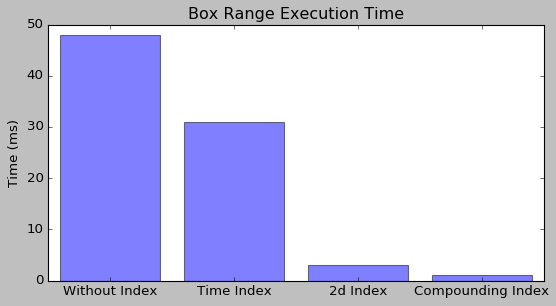 Box Range Execution Time
50
40
30
20
10
0
Time (ms)
Without Index
Time Index
2d Index
Compounding Index